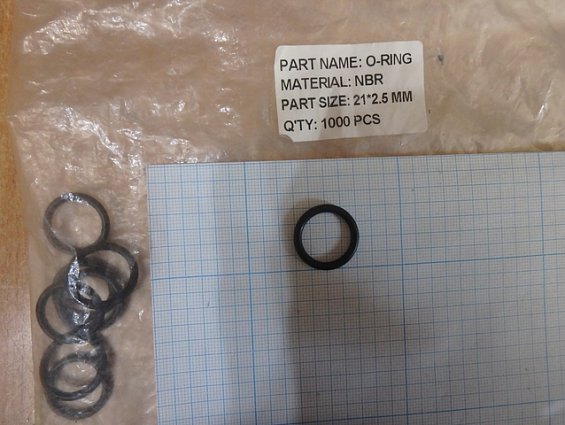 PART NAME: O-RING
MATERIAL: NBR
PART SIZE: 21*2.5 MM
Q'TY: 1000 PCS